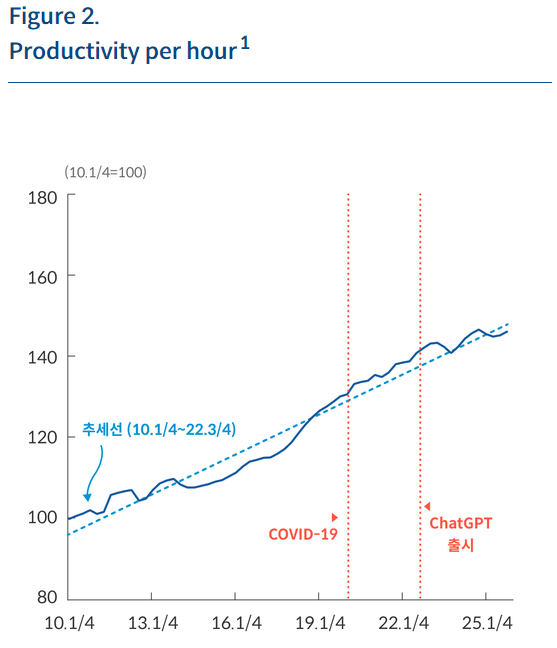 Figure 2.
Productivity per hour1
(10.1/4=100)
180
160
140
120
추세선 (10.1/4~22.3/4)
100
ChatGPT
COVID-19
출시
80
10.1/4 13.1/4 16.1/4 19.1/4 22.1/4 25.1/4